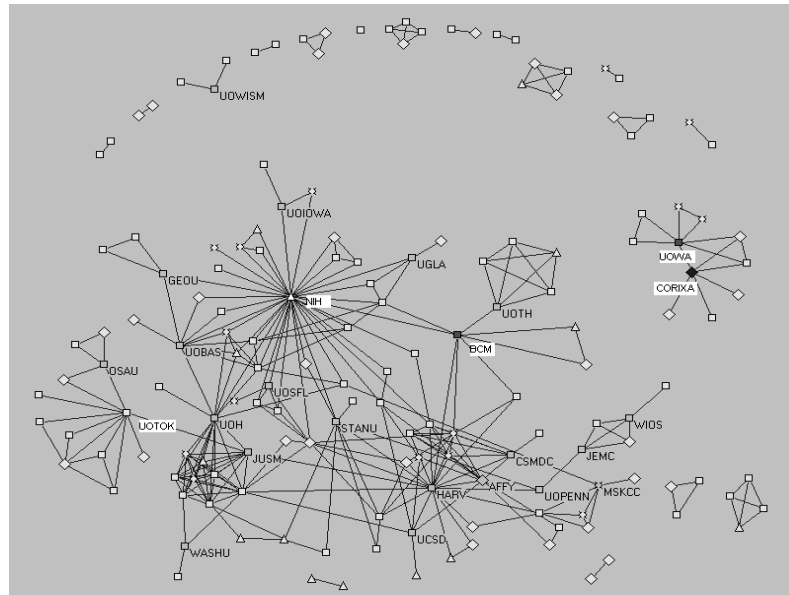 UOWISM
UOIOWA
UOWA
UGLA
GEOU
CORIXA
NIH
UOTH
UOBAS
BCM
OSAU
UOSFL
UOTOK
UOH
STANU
WIOS
JUSM
CSMDC
JEMC
AFFY
HARV
UOPENN
MSKCC
UCSD
WASHU